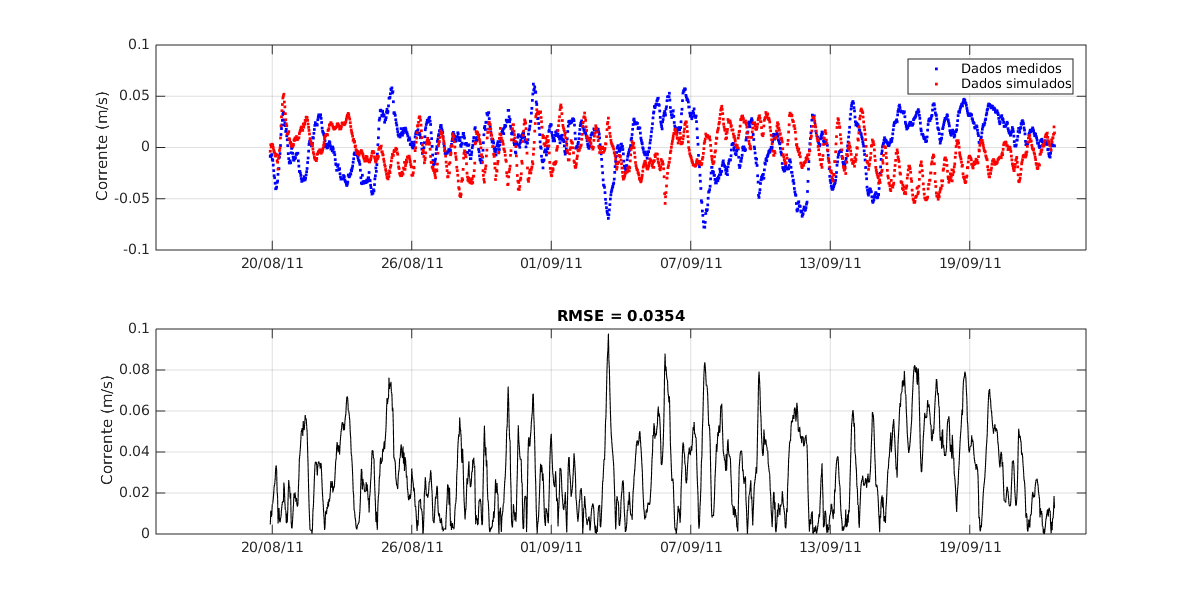 0.1
0.05
0
-0.05
-0.1
Corrente (m/s)
Dados medidos
Dados simulados
20/08/11 26/08/11 01/09/11 07/09/11 13/09/11 19/09/11
RMSE = 0.0354
0.1
0.08
0.06
0.04
0.02
0
Corrente (m/s)
20/08/11 26/08/11 01/09/11 07/09/11 13/09/11 19/09/11